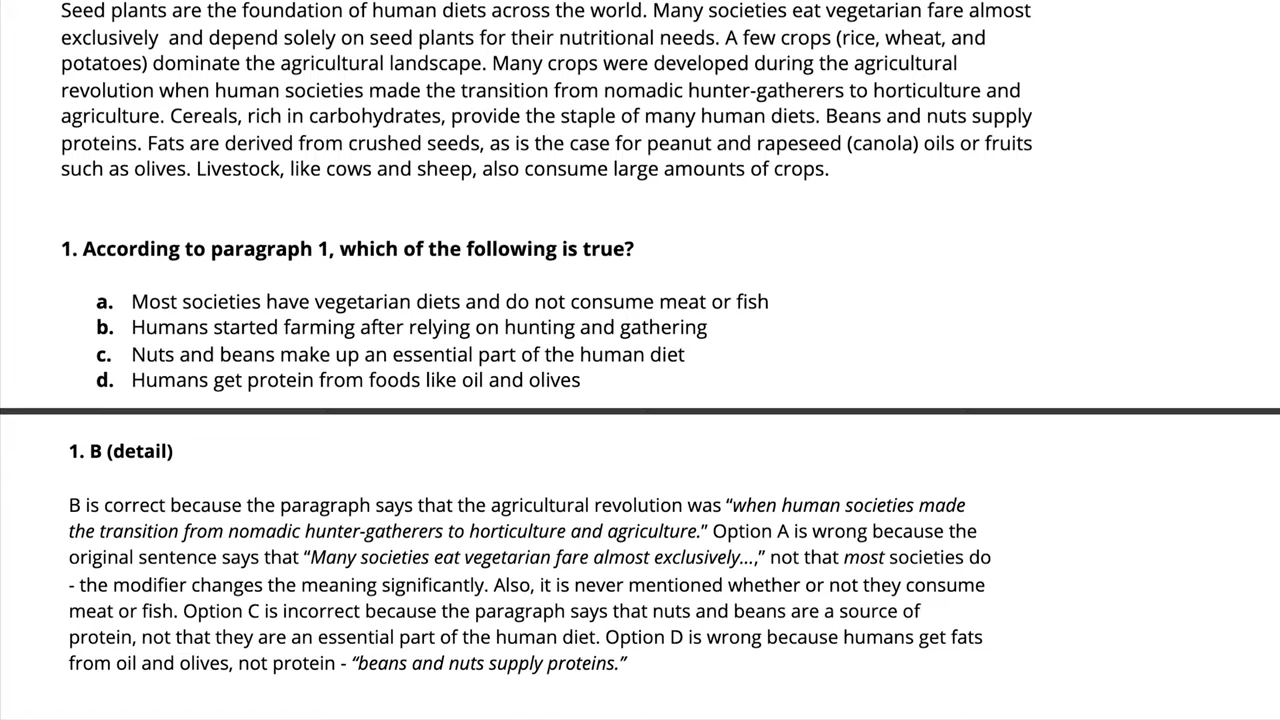 Seed plants are the foundation of human diets across the world. Many societies eat vegetarian fare almost
exclusively and depend solely on seed plants for their nutritional needs. A few crops (rice, wheat, and
potatoes) dominate the agricultural landscape. Many crops were developed during the agricultural
revolution when human societies made the transition from nomadic hunter-gatherers to horticulture and
agriculture. Cereals, rich in carbohydrates, provide the staple of many human diets. Beans and nuts supply
proteins. Fats are derived from crushed seeds, as is the case for peanut and rapeseed (canola) oils or fruits
such as olives. Livestock, like cows and sheep, also consume large amounts of crops.
1. According to paragraph 1, which of the following is true?
a. Most societies have vegetarian diets and do not consume meat or fish
b. Humans started farming after relying on hunting and gathering
c. Nuts and beans make up an essential part of the human diet
d. Humans get protein from foods like oil and olives
1. B (detail)
B is correct because the paragraph says that the agricultural revolution was “when human societies made
the transition from nomadic hunter-gatherers to horticulture and agriculture.” Option A is wrong because the
original sentence says that “Many societies eat vegetarian fare almost exclusively...,” not that most societies do
- the modifier changes the meaning significantly. Also, it is never mentioned whether or not they consume
meat or fish. Option C is incorrect because the paragraph says that nuts and beans are a source of
protein, not that they are an essential part of the human diet. Option D is wrong because humans get fats
from oil and olives, not protein - “beans and nuts supply proteins.”